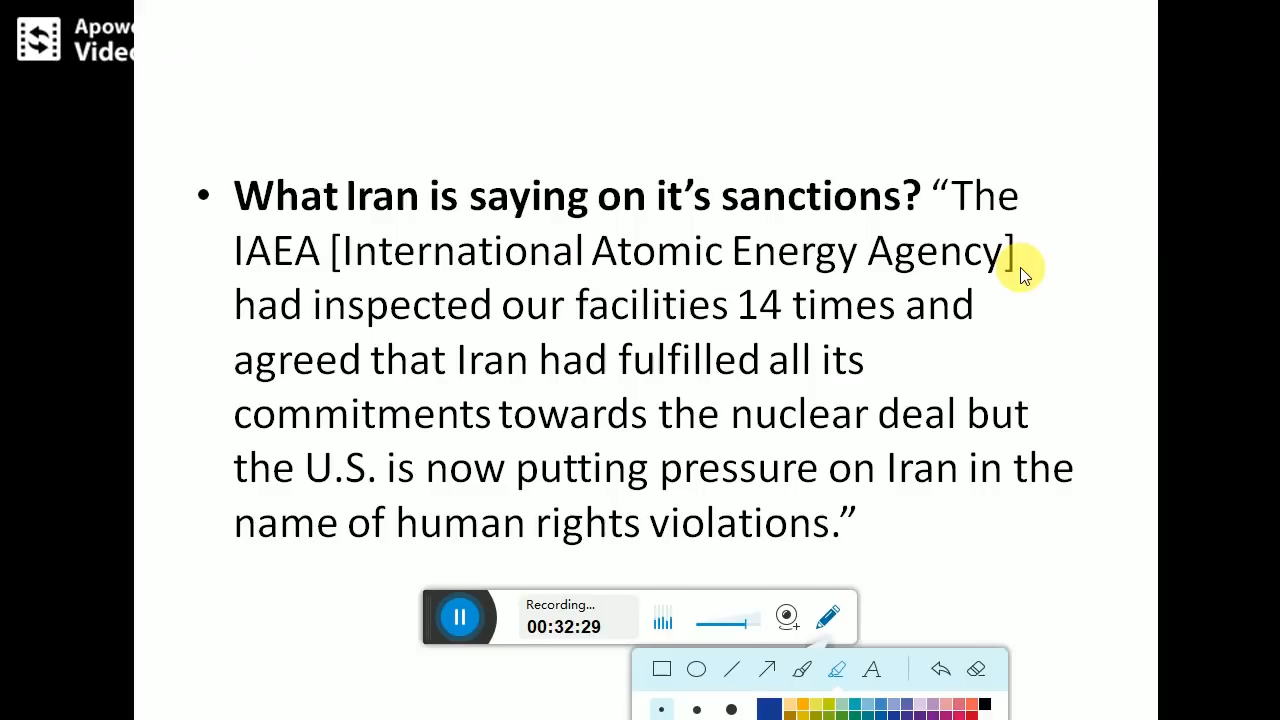 Apowe
Video
• What Iran is saying on it's sanctions? “The
IAEA [International Atomic Energy Agency]
had inspected our facilities 14 times and
agreed that Iran had fulfilled all its
commitments towards the nuclear deal but
the U.S. is now putting pressure on Iran in the
name of human rights violations.”
Recording...
00:32:29
A